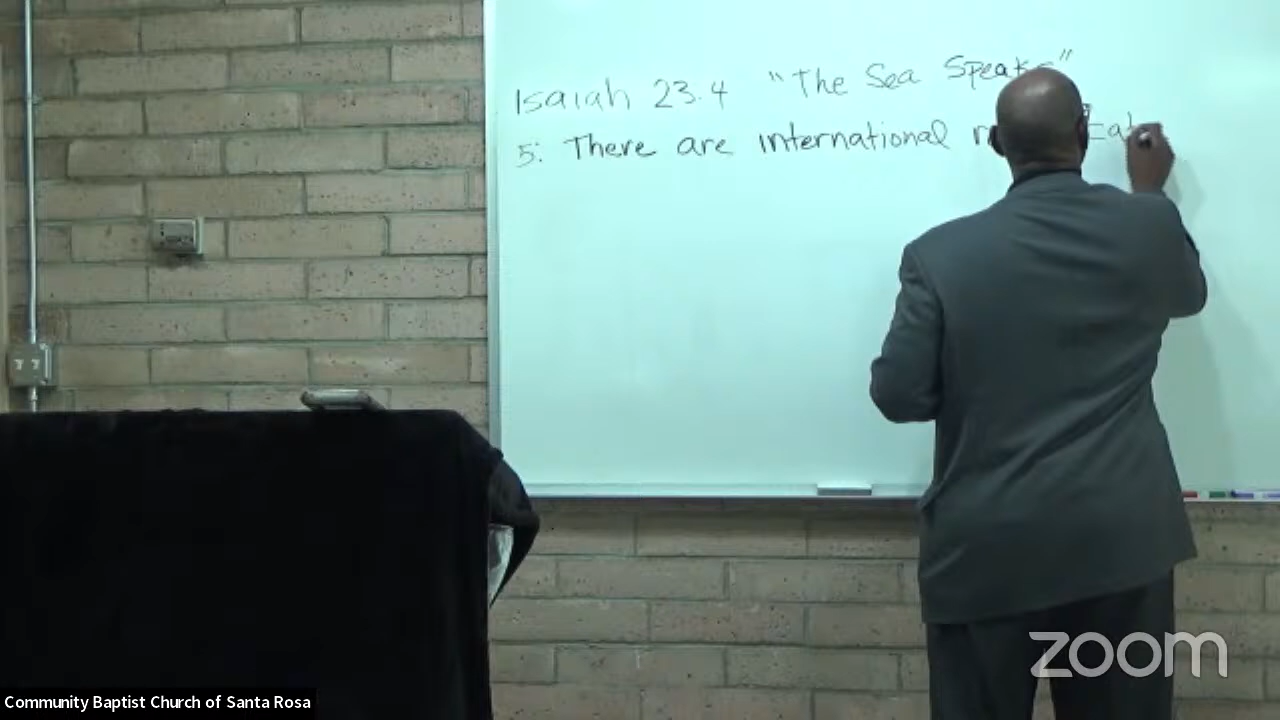 Isaiah 23.4 "The Sea Speaks"
5: There are international
zoom
Community Baptist Church of Santa Rosa